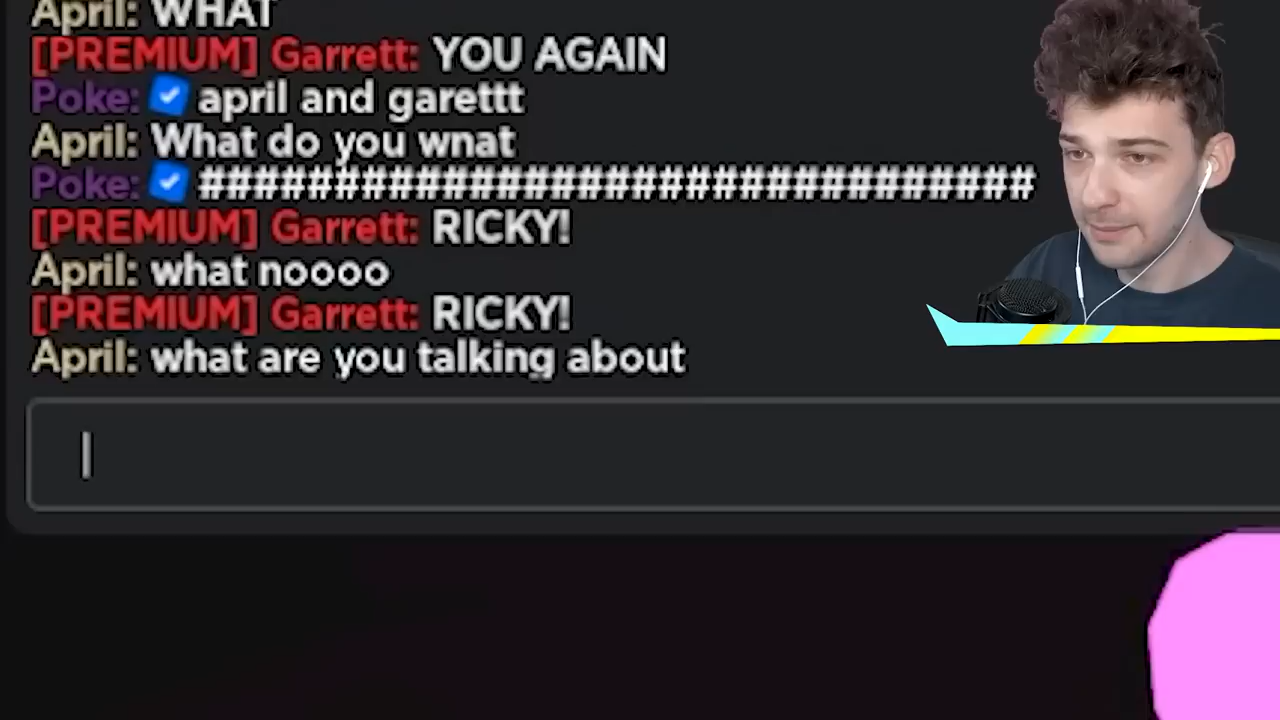 April: WHAT
[PREMIUM] Garrett: YOU AGAIN
Poke: april and garettt
April: What do you wnat
Poke: ###############################
[PREMIUM] Garrett: RICKY!
April: what noooo
[PREMIUM] Garrett: RICKY!
April: what are you talking about